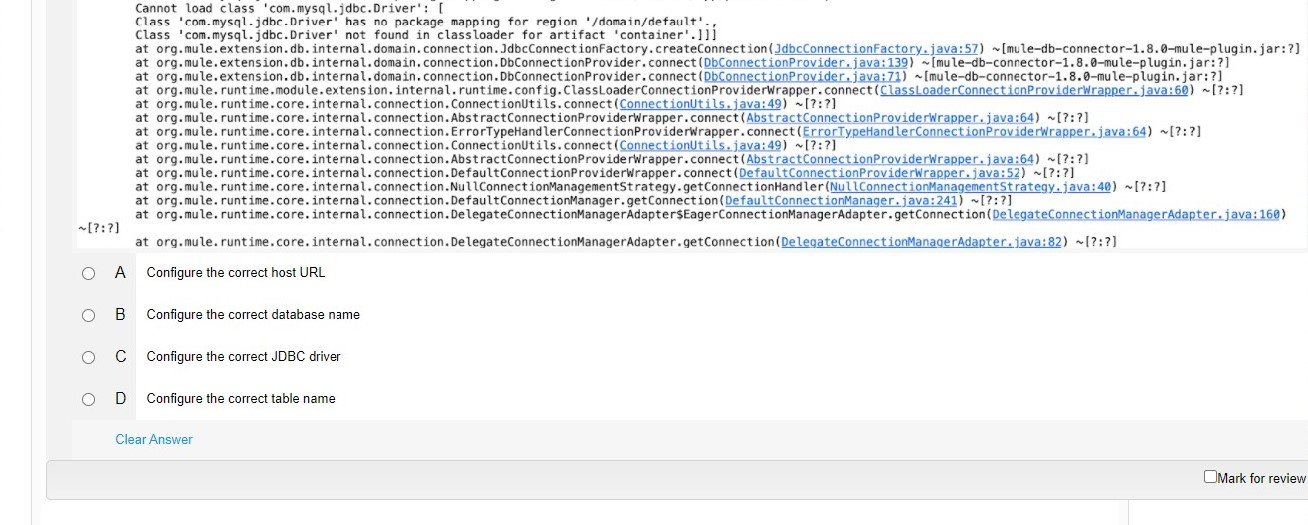 Cannot load class 'com.mysql.jdbc.Driver': [
Class 'com.mysql.jdbc.Driver' has no package mapping for region '/domain/default'.,
Class 'com.mysql.jdbc.Driver' not found in classloader for artifact 'container'.]]]
at org.mule.extension.db.internal.domain.connection.JdbcConnectionFactory.createConnection(JdbcConnectionFactory.java:57) ~[mule-db-connector-1.8.0-mule-plugin.jar:?]
at org.mule.extension.db.internal.domain.connection.DbConnectionProvider.connect(DbConnectionProvider.java:139) ~[mule-db-connector-1.8.0-mule-plugin.jar:?]
at org.mule.extension.db.internal.domain.connection.DbConnectionProvider.connect(DbConnectionProvider.java:71) ~[mule-db-connector-1.8.0-mule-plugin.jar:?]
at org.mule.runtime.module.extension.internal.runtime.config.ClassLoaderConnectionProviderWrapper.connect(ClassLoaderConnectionProviderWrapper.java:60) ~[?:?]
at org.mule.runtime.core.internal.connection.ConnectionUtils.connect(ConnectionUtils.java:49) ~[?:?]
at org.mule.runtime.core.internal.connection.AbstractConnectionProviderWrapper.connect(AbstractConnectionProviderWrapper.java:64) ~[?:?]
at org.mule.runtime.core.internal.connection.ErrorTypeHandlerConnectionProviderWrapper.connect(ErrorTypeHandlerConnectionProviderWrapper.java:64) ~[?:?]
at org.mule.runtime.core.internal.connection.ConnectionUtils.connect(ConnectionUtils.java:49) ~[?:?]
at org.mule.runtime.core.internal.connection.AbstractConnectionProviderWrapper.connect(AbstractConnectionProviderWrapper.java:64) ~[?:?]
at org.mule.runtime.core.internal.connection.DefaultConnectionProviderWrapper.connect(DefaultConnectionProviderWrapper.java:52) ~[?:?]
at org.mule.runtime.core.internal.connection.NullConnectionManagementStrategy.getConnectionHandler(NullConnectionManagementStrategy.java:40) ~[?:?]
at org.mule.runtime.core.internal.connection.DefaultConnectionManager.getConnection(DefaultConnectionManager.java:241) ~[?:?]
at org.mule.runtime.core.internal.connection.DelegateConnectionManagerAdapter$EagerConnectionManagerAdapter.getConnection(DelegateConnectionManagerAdapter.java:160)
~[?:?]
at org.mule.runtime.core.internal.connection.DelegateConnectionManagerAdapter.getConnection(DelegateConnectionManagerAdapter.java:82) ~[?:?]
A Configure the correct host URL
B Configure the correct database name
C Configure the correct JDBC driver
D Configure the correct table name
Clear Answer
Mark for review